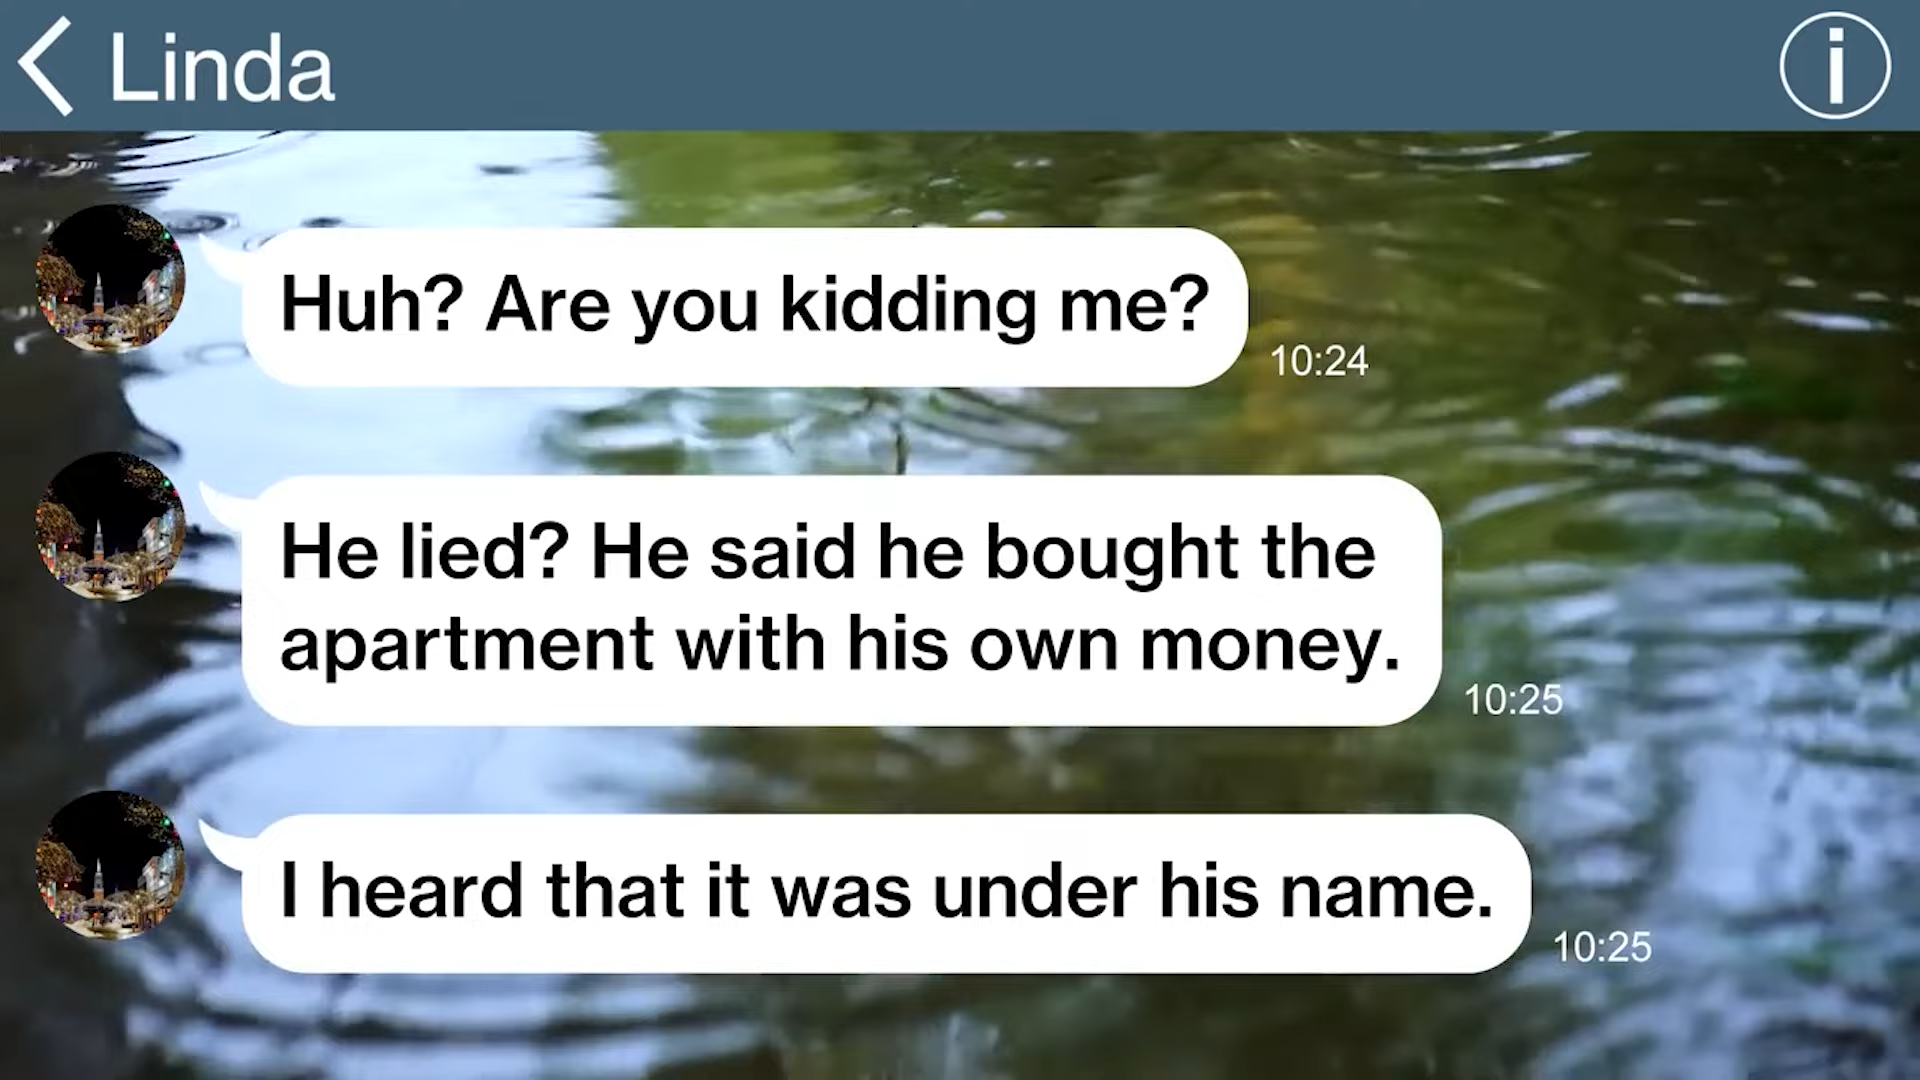 Linda
Huh? Are you kidding me?
10:24
He lied? He said he bought the
apartment with his own money.
10:25
I heard that it was under his name.
10:25